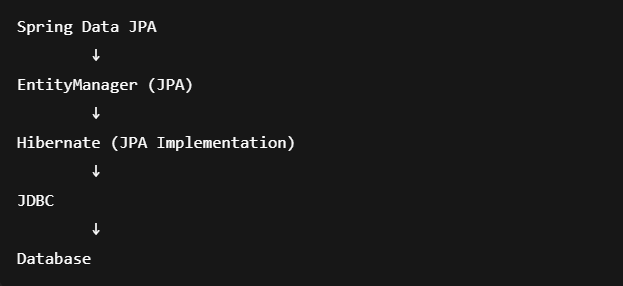 Spring Data JPA
↓
EntityManager (JPA)
↓
Hibernate (JPA Implementation)
↓
JDBC
↓
Database